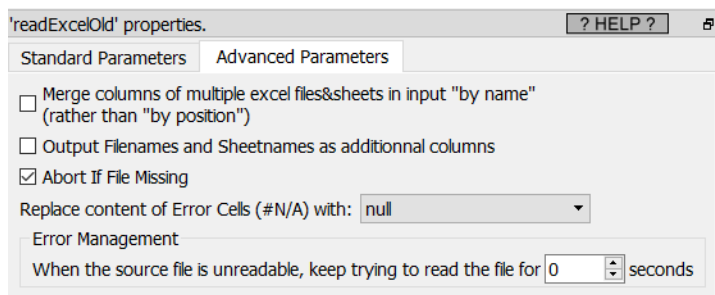 'readExcelOld' properties.
? HELP ?
Standard Parameters
Advanced Parameters
Merge columns of multiple excel files&sheets in input "by name"
(rather than "by position")
Output Filenames and Sheetnames as additionnal columns
Abort If File Missing
Replace content of Error Cells (#N/A) with: null
Error Management
When the source file is unreadable, keep trying to read the file for 0 seconds